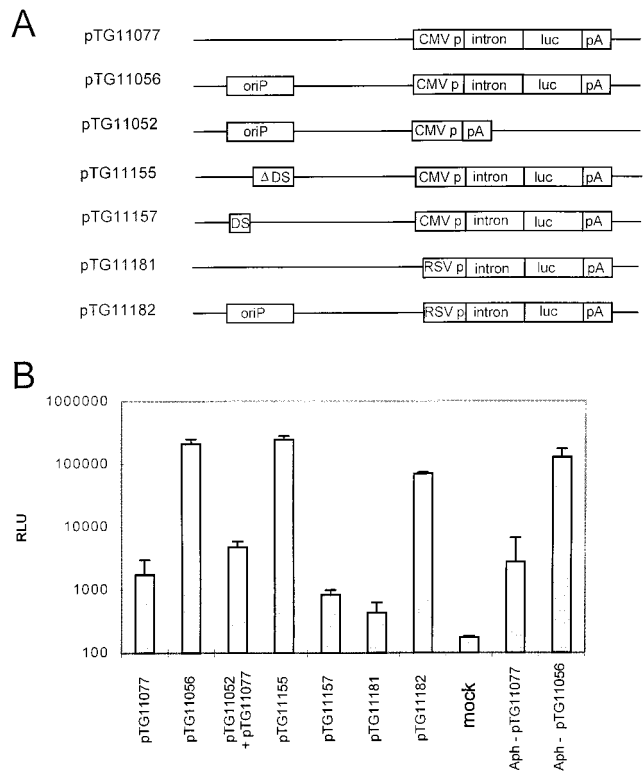 A
pTG11077 CMV p intron luc pA
pTG11056 oriP CMV p intron luc pA
pTG11052 oriP CMV p pA
pTG11155 Δ DS CMV p intron luc pA
pTG11157 DS CMV p intron luc pA
pTG11181 RSV p intron luc pA
pTG11182 oriP RSV p intron luc pA
B
1000000
100000
10000
1000
100
RLU
pTG11077
pTG11056
pTG11052
+ pTG11077
pTG11155
pTG11157
pTG11181
pTG11182
mock
Aph - pTG11077
Aph - pTG11056